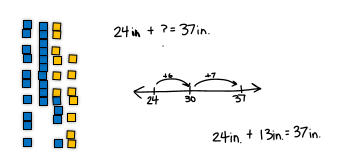 24in + ? = 37in.
+6 +7
24 30 37
24in. + 13in. = 37in.